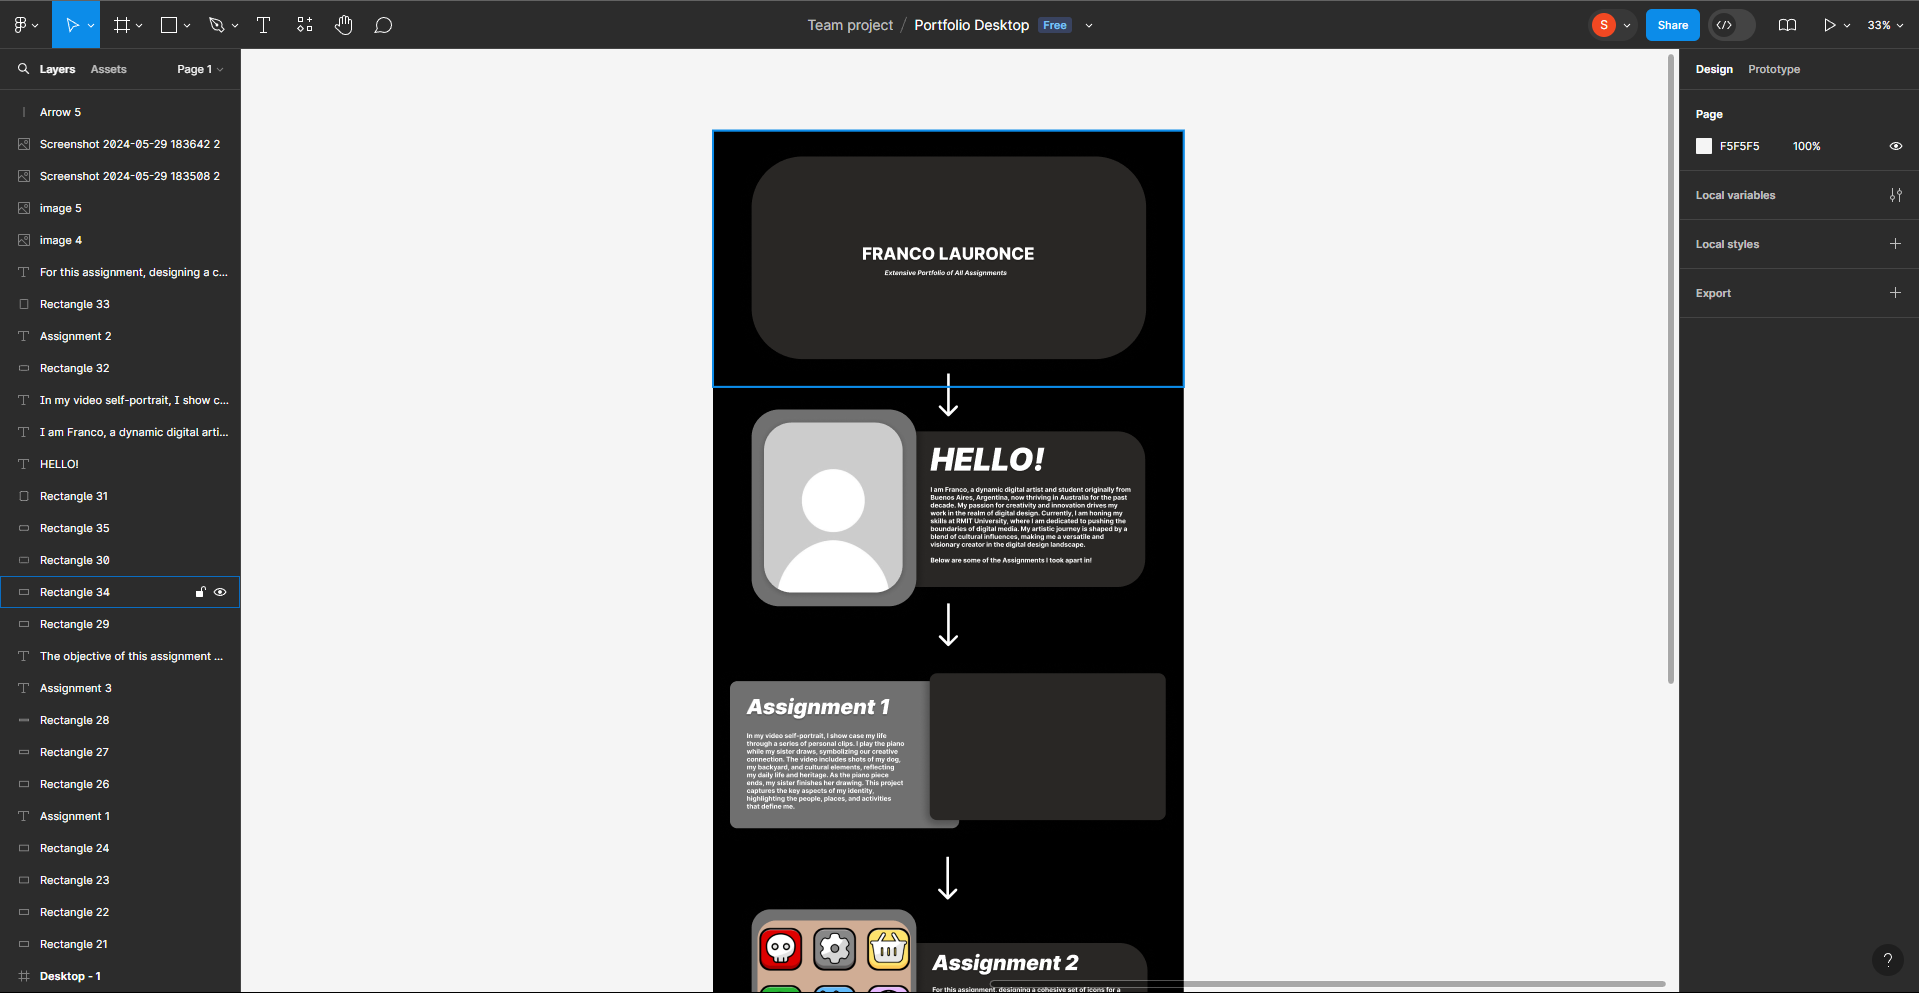 Team project / Portfolio Desktop Free
S
Share
33%
Layers
Assets
Page 1
Arrow 5
Screenshot 2024-05-29 183642 2
Screenshot 2024-05-29 183508 2
image 5
image 4
For this assignment, designing a c...
Rectangle 33
Assignment 2
Rectangle 32
In my video self-portrait, I show c...
I am Franco, a dynamic digital arti...
HELLO!
Rectangle 31
Rectangle 35
Rectangle 30
Rectangle 34
Rectangle 29
The objective of this assignment ...
Assignment 3
Rectangle 28
Rectangle 27
Rectangle 26
Assignment 1
Rectangle 24
Rectangle 23
Rectangle 22
Rectangle 21
Desktop - 1
FRANCO LAURONCE
Extensive Portfolio of All Assignments
HELLO!
I am Franco, a dynamic digital artist and student originally from
Buenos Aires, Argentina, now thriving in Australia for the past
decade. My passion for creativity and innovation drives my
work in the realm of digital design. Currently, I am honing my
skills at RMIT University, where I am dedicated to pushing the
boundaries of digital media. My artistic journey is shaped by a
blend of cultural influences, making me a versatile and
visionary creator in the digital design landscape.
Below are some of the Assignments I took apart in!
Assignment 1
In my video self-portrait, I show case my life
through a series of personal clips. I play the piano
while my sister draws, symbolizing our creative
connection. The video includes shots of my dog,
my backyard, and cultural elements, reflecting
my daily life and heritage. As the piano piece
ends, my sister finishes her drawing. This project
captures the key aspects of my identity,
highlighting the people, places, and activities
that define me.
Assignment 2
For this assignment, designing a cohesive set of icons for a
Design
Prototype
Page
F5F5F5
100%
Local variables
Local styles
Export
?